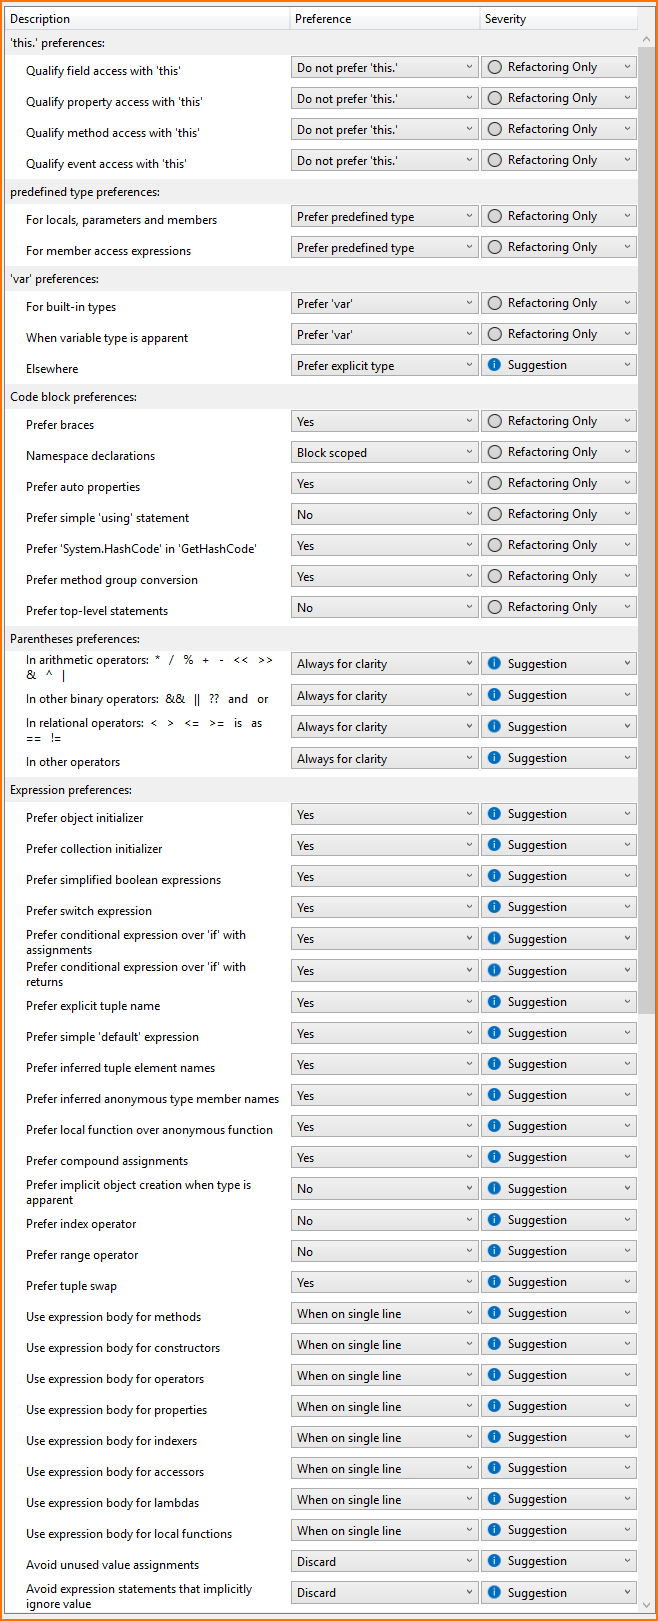 Description Preference Severity
'this.' preferences:
Qualify field access with 'this' Do not prefer 'this.' Refactoring Only
Qualify property access with 'this' Do not prefer 'this.' Refactoring Only
Qualify method access with 'this' Do not prefer 'this.' Refactoring Only
Qualify event access with 'this' Do not prefer 'this.' Refactoring Only
predefined type preferences:
For locals, parameters and members Prefer predefined type Refactoring Only
For member access expressions Prefer predefined type Refactoring Only
'var' preferences:
For built-in types Prefer 'var' Refactoring Only
When variable type is apparent Prefer 'var' Refactoring Only
Elsewhere Prefer explicit type Suggestion
Code block preferences:
Prefer braces Yes Refactoring Only
Namespace declarations Block scoped Refactoring Only
Prefer auto properties Yes Refactoring Only
Prefer simple 'using' statement No Refactoring Only
Prefer 'System.HashCode' in 'GetHashCode' Yes Refactoring Only
Prefer method group conversion Yes Refactoring Only
Prefer top-level statements No Refactoring Only
Parentheses preferences:
In arithmetic operators: * / % + - << >>
& ^ | Always for clarity Suggestion
In other binary operators: && || ?? and or Always for clarity Suggestion
In relational operators: < > <= >= is as
== != Always for clarity Suggestion
In other operators Always for clarity Suggestion
Expression preferences:
Prefer object initializer Yes Suggestion
Prefer collection initializer Yes Suggestion
Prefer simplified boolean expressions Yes Suggestion
Prefer switch expression Yes Suggestion
Prefer conditional expression over 'if' with
assignments Yes Suggestion
Prefer conditional expression over 'if' with
returns Yes Suggestion
Prefer explicit tuple name Yes Suggestion
Prefer simple 'default' expression Yes Suggestion
Prefer inferred tuple element names Yes Suggestion
Prefer inferred anonymous type member names Yes Suggestion
Prefer local function over anonymous function Yes Suggestion
Prefer compound assignments Yes Suggestion
Prefer implicit object creation when type is
apparent No Suggestion
Prefer index operator No Suggestion
Prefer range operator No Suggestion
Prefer tuple swap Yes Suggestion
Use expression body for methods When on single line Suggestion
Use expression body for constructors When on single line Suggestion
Use expression body for operators When on single line Suggestion
Use expression body for properties When on single line Suggestion
Use expression body for indexers When on single line Suggestion
Use expression body for accessors When on single line Suggestion
Use expression body for lambdas When on single line Suggestion
Use expression body for local functions When on single line Suggestion
Avoid unused value assignments Discard Suggestion
Avoid expression statements that implicitly
ignore value Discard Suggestion